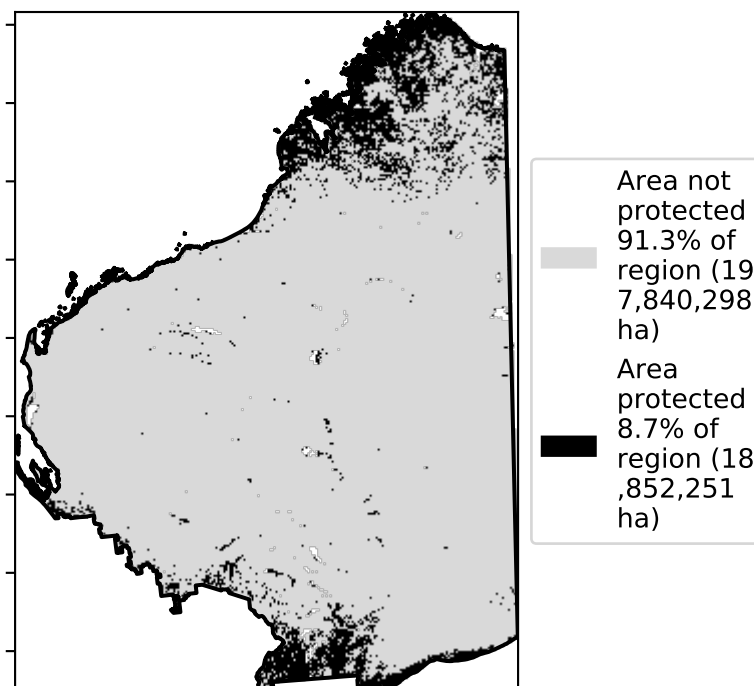 Area not
protected
91.3% of
region (19
7,840,298
ha)
Area
protected
8.7% of
region (18
,852,251
ha)